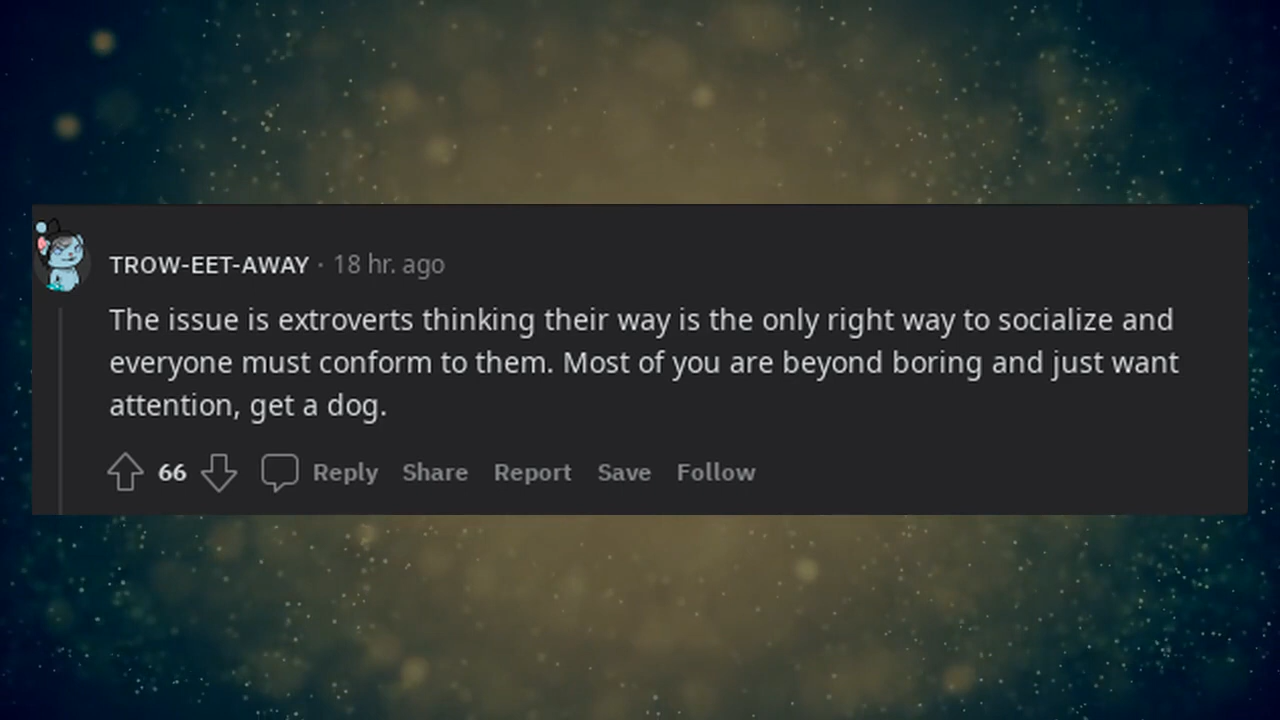 TROW-EET-AWAY · 18 hr. ago
The issue is extroverts thinking their way is the only right way to socialize and
everyone must conform to them. Most of you are beyond boring and just want
attention, get a dog.
66 Reply Share Report Save Follow